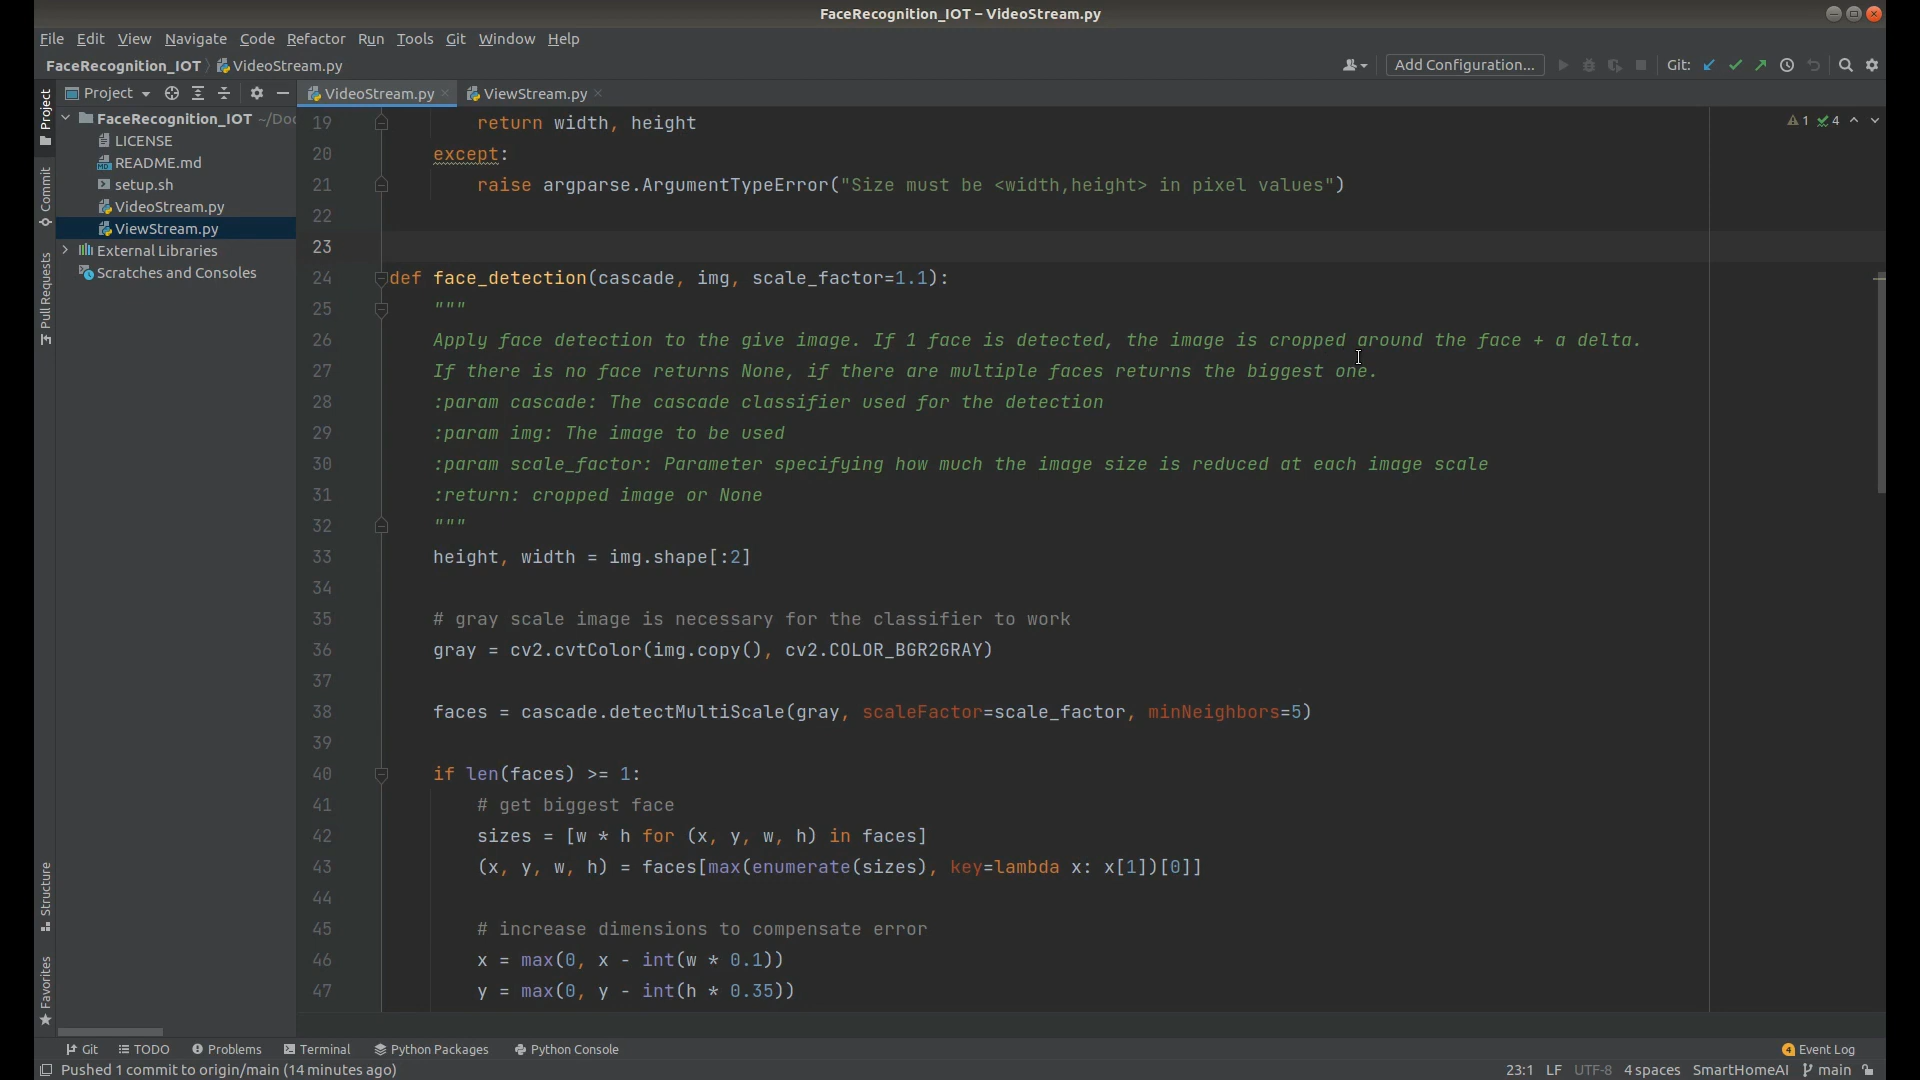 FaceRecognition_IOT – VideoStream.py
File Edit View Navigate Code Refactor Run Tools Git Window Help
FaceRecognition_IOT VideoStream.py Add Configuration... Git:
Project VideoStream.py ViewStream.py
FaceRecognition_IOT ~/Doc
LICENSE
README.md
setup.sh
VideoStream.py
ViewStream.py
External Libraries
Scratches and Consoles
Project
Commit
Pull Requests
Structure
Favorites
1 4
19 return width, height
20 except:
21 raise argparse.ArgumentTypeError("Size must be <width,height> in pixel values")
22
23
24 def face_detection(cascade, img, scale_factor=1.1):
25 """
26 Apply face detection to the give image. If 1 face is detected, the image is cropped around the face + a delta.
27 If there is no face returns None, if there are multiple faces returns the biggest one.
28 :param cascade: The cascade classifier used for the detection
29 :param img: The image to be used
30 :param scale_factor: Parameter specifying how much the image size is reduced at each image scale
31 :return: cropped image or None
32 """
33 height, width = img.shape[:2]
34
35 # gray scale image is necessary for the classifier to work
36 gray = cv2.cvtColor(img.copy(), cv2.COLOR_BGR2GRAY)
37
38 faces = cascade.detectMultiScale(gray, scaleFactor=scale_factor, minNeighbors=5)
39
40 if len(faces) >= 1:
41 # get biggest face
42 sizes = [w * h for (x, y, w, h) in faces]
43 (x, y, w, h) = faces[max(enumerate(sizes), key=lambda x: x[1])[0]]
44
45 # increase dimensions to compensate error
46 x = max(0, x - int(w * 0.1))
47 y = max(0, y - int(h * 0.35))
Git TODO Problems Terminal Python Packages Python Console 4 Event Log
Pushed 1 commit to origin/main (14 minutes ago) 23:1 LF UTF-8 4 spaces SmartHomeAI main